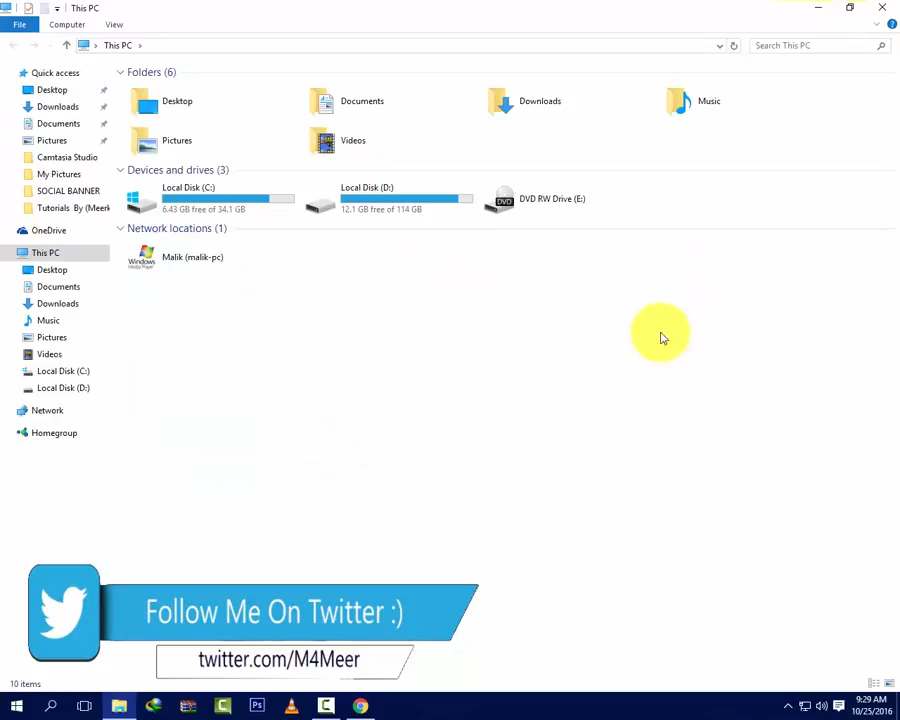 This PC
File
Computer
View
This PC
Search This PC
Quick access
Desktop
Downloads
Documents
Pictures
Camtasia Studio
My Pictures
SOCIAL BANNER
Tutorials By (Meerk
OneDrive
This PC
Desktop
Documents
Downloads
Music
Pictures
Videos
Local Disk (C:)
Local Disk (D:)
Network
Homegroup
Folders (6)
Desktop
Documents
Downloads
Music
Pictures
Videos
Devices and drives (3)
Local Disk (C:)
6.43 GB free of 34.1 GB
Local Disk (D:)
12.1 GB free of 114 GB
DVD
DVD RW Drive (E:)
Network locations (1)
Windows
Media Player
Malik (malik-pc)
Follow Me On Twitter :)
twitter.com/M4Meer
10 items
Ps
9:29 AM
10/25/2016